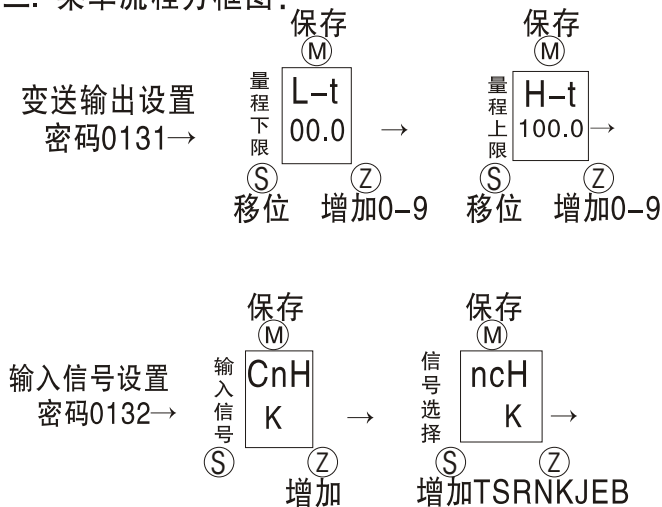 二. 菜单流程方框图:
保存
Ⓜ
变送输出设置
密码0131→
量程下限
L-t
00.0
→
Ⓢ
移位
Ⓩ
增加0-9
保存
Ⓜ
量程上限
H-t
100.0
→
Ⓢ
移位
Ⓩ
增加0-9
保存
Ⓜ
输入信号设置
密码0132→
输入信号
CnH
K
→
Ⓢ
Ⓩ
增加
保存
Ⓜ
信号选择
ncH
K
→
Ⓢ
Ⓩ
增加TSRNKJEB